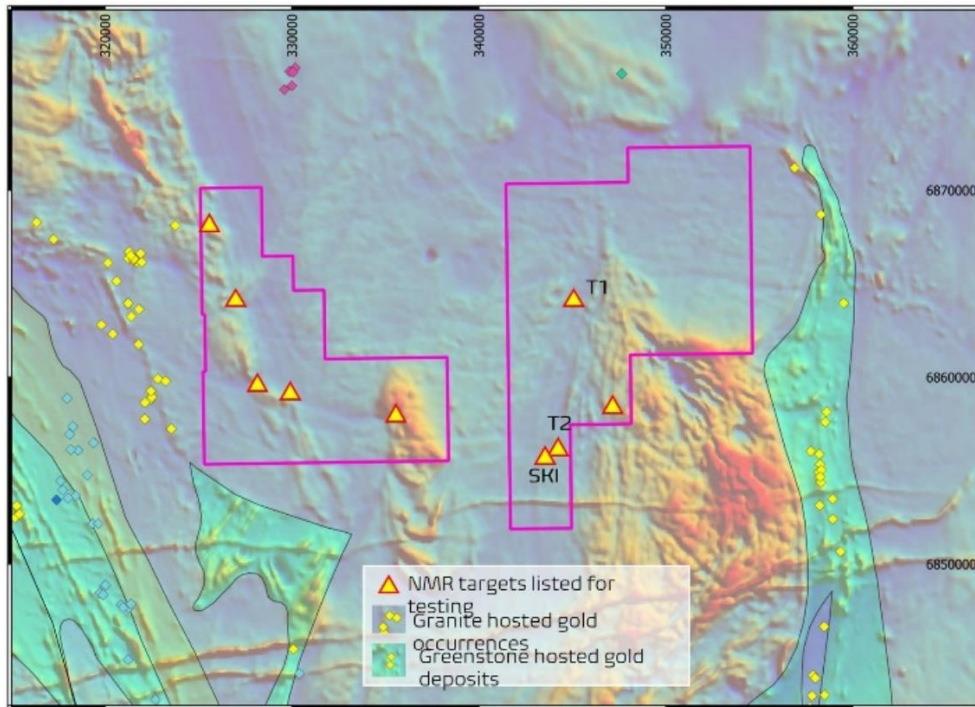 320000
330000
340000
350000
360000
6870000
T1
6860000
T2
SKI
6850000
NMR targets listed for
testing
Granite hosted gold
occurrences
Greenstone hosted gold
deposits